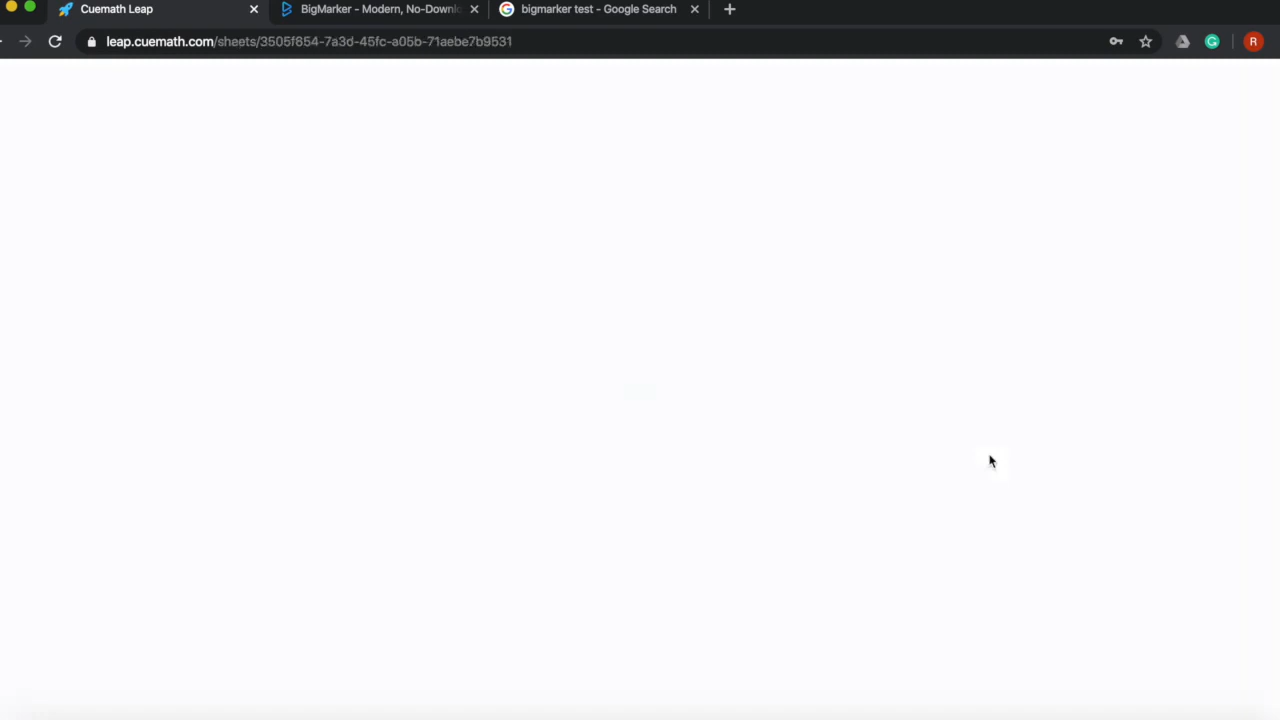 Cuemath Leap
BigMarker - Modern, No-Downlo
bigmarker test - Google Search
leap.cuemath.com/sheets/3505f854-7a3d-45fc-a05b-71aebe7b9531
R